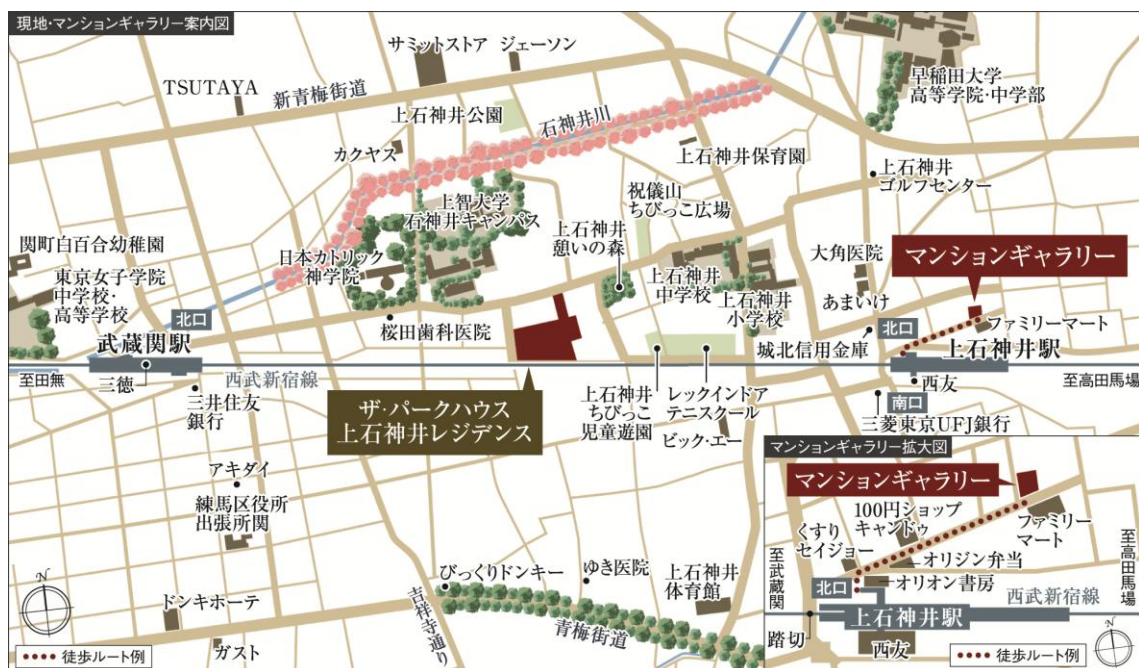 現地・マンションギャラリー案内図
サミットストア
ジェーソン
TSUTAYA
新青梅街道
早稲田大学
高等学院・中学部
上石神井公園
石神井川
カクヤス
上石神井保育園
上石神井
ゴルフセンター
上智大学
石神井キャンパス
祝儀山
ちびっこ広場
上石神井
憩いの森
関町白百合幼稚園
日本カトリック
神学院
東京女子学院
中学校・
高等学校
上石神井
中学校
上石神井
小学校
大角医院
マンションギャラリー
あまいけ
北口
武蔵関駅
三徳
桜田歯科医院
城北信用金庫
北口
ファミリーマート
上石神井駅
至田無
西武新宿線
至高田馬場
三井住友
銀行
ザ・パークハウス
上石神井レジデンス
上石神井
ちびっこ
児童遊園
レックインドア
テニスクール
ビック・エー
西友
南口
三菱東京UFJ銀行
アキダイ
練馬区役所
出張所関
びっくりドンキー
ゆき医院
上石神井
体育館
ドンキホーテ
吉祥寺通り
青梅街道
ガスト
N
徒歩ルート例
マンションギャラリー拡大図
マンションギャラリー
100円ショップ
キャンドゥ
くすり
セイジョー
ファミリー
マート
オリジン弁当
オリオン書房
至武蔵関
至高田馬場
北口
上石神井駅
西武新宿線
踏切
西友
徒歩ルート例
N